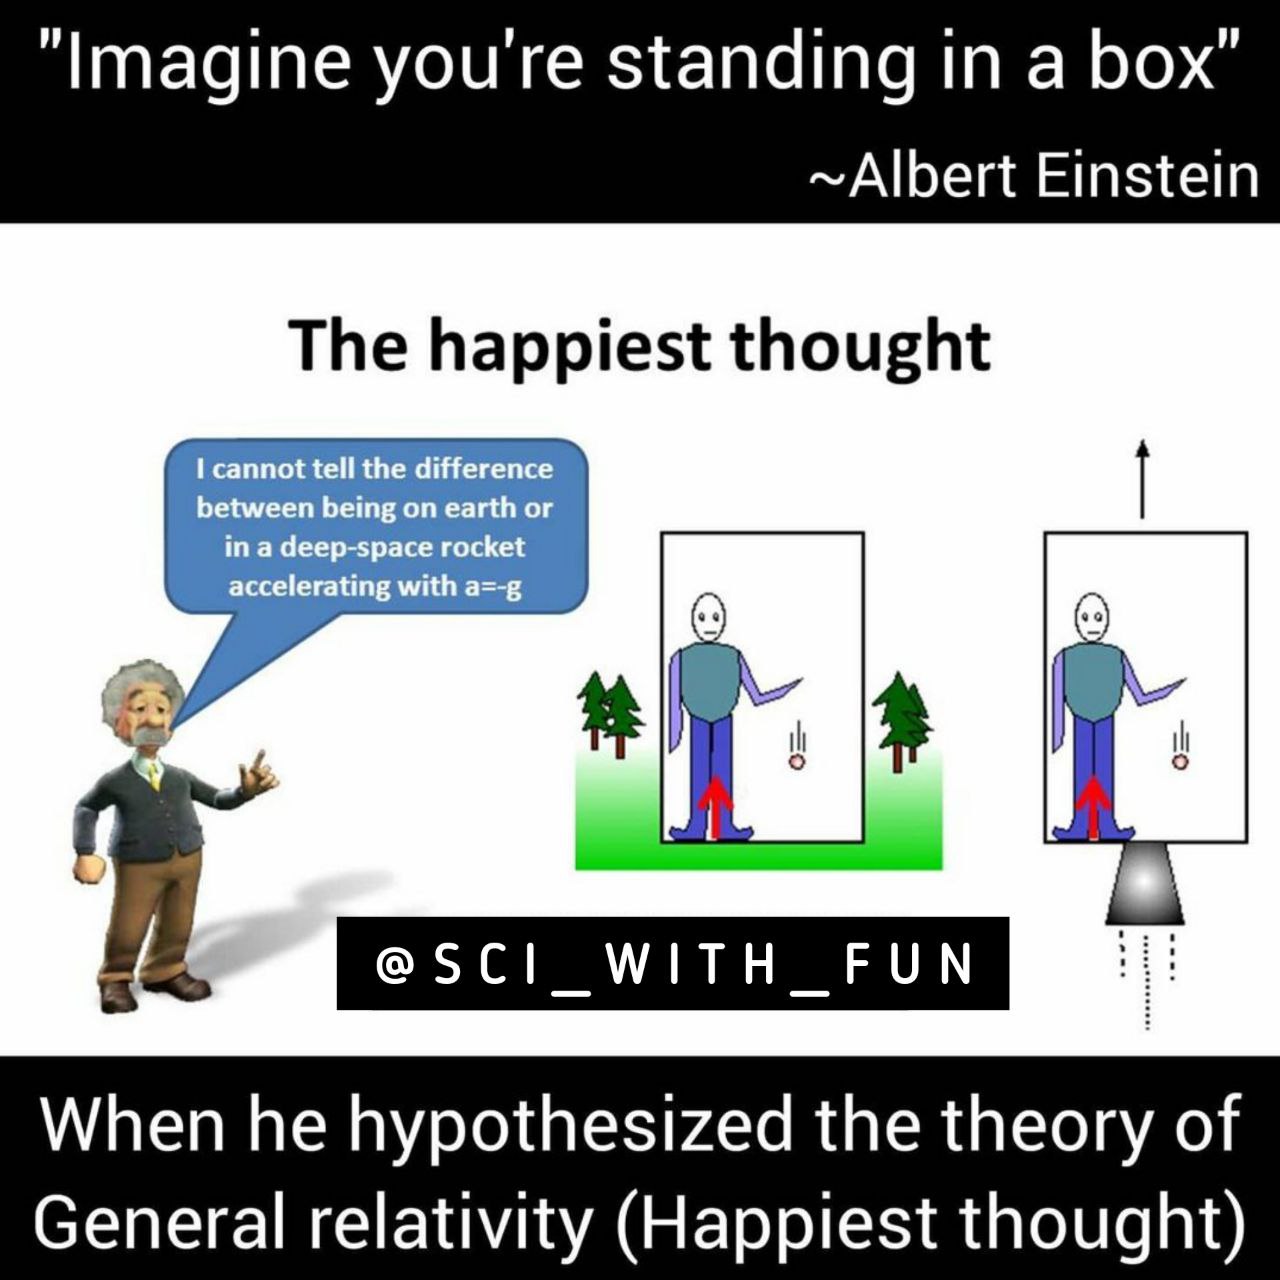 "Imagine you're standing in a box"
~Albert Einstein
The happiest thought
I cannot tell the difference
between being on earth or
in a deep-space rocket
accelerating with a=-g
@SCI_WITH_FUN
When he hypothesized the theory of
General relativity (Happiest thought)